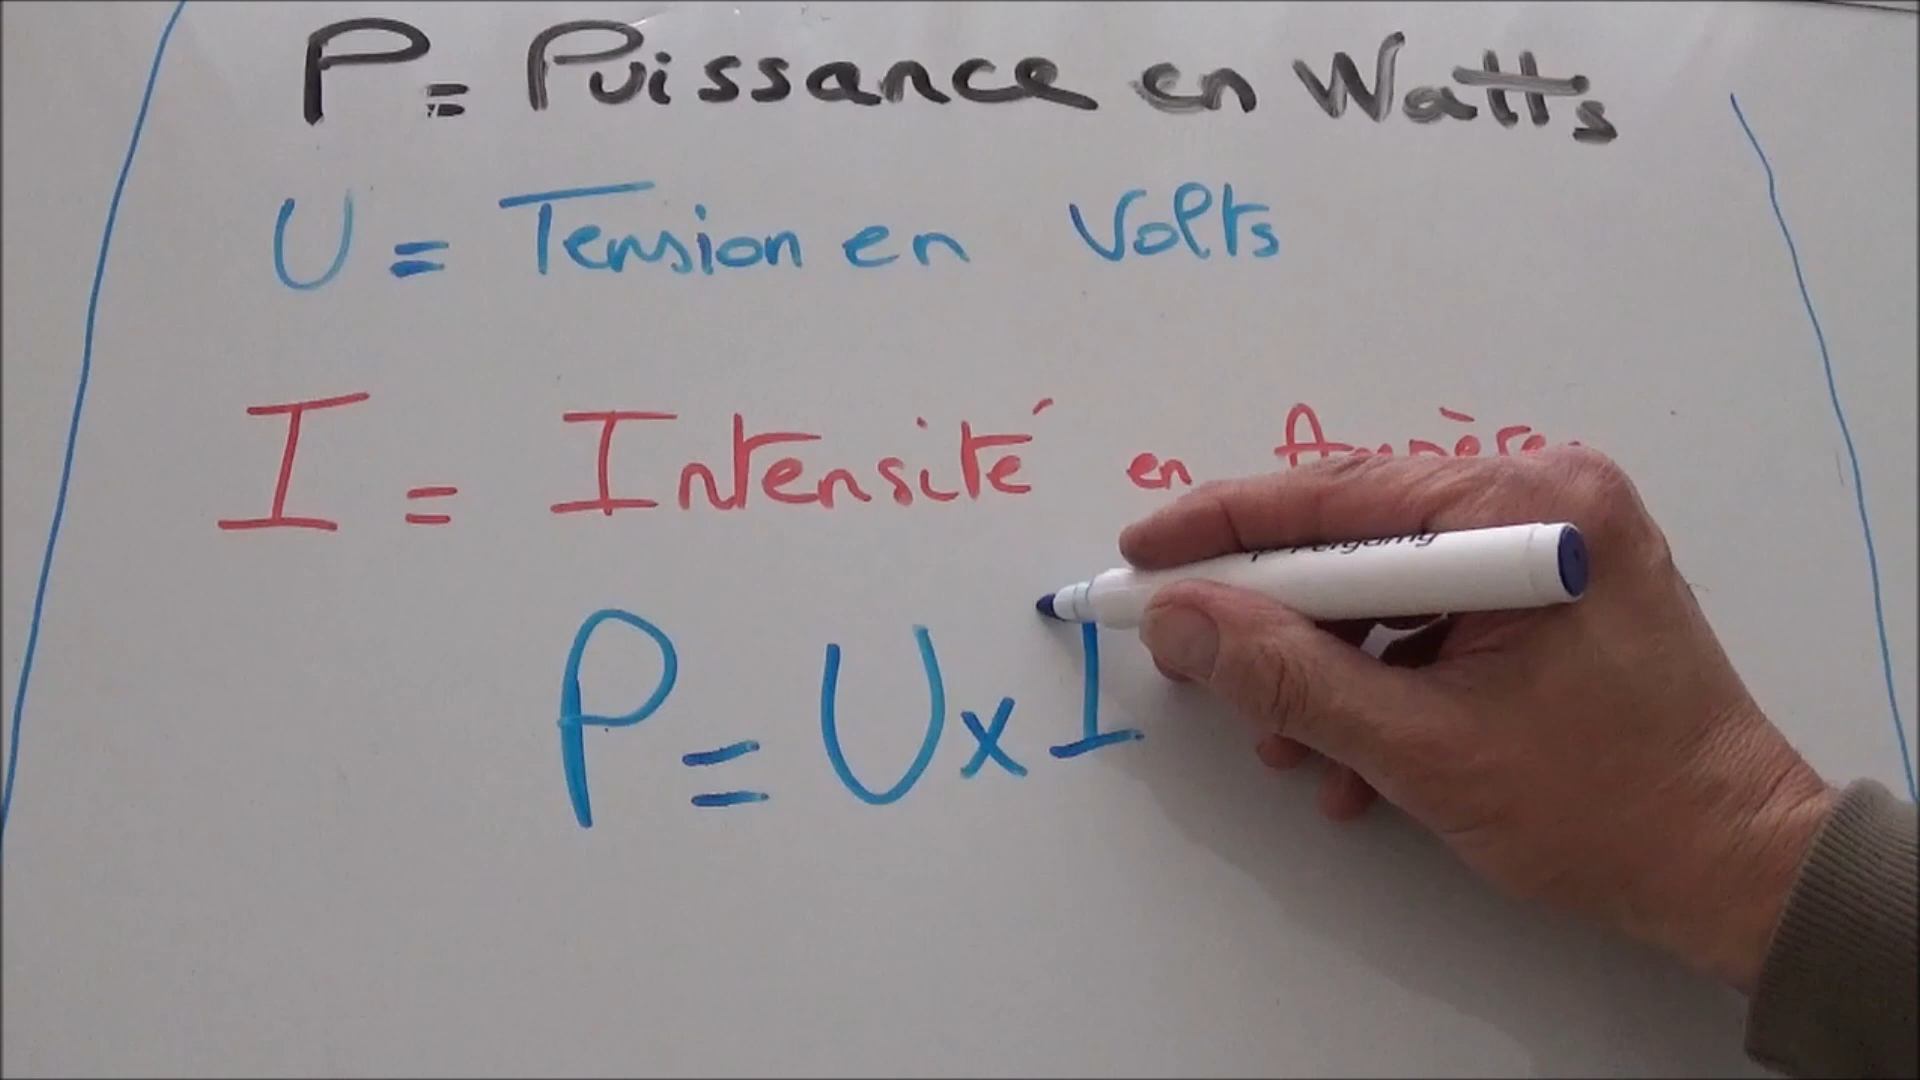 P = Puissance en Watts
U = Tension en Volts
I = Intensité en
P = U x I